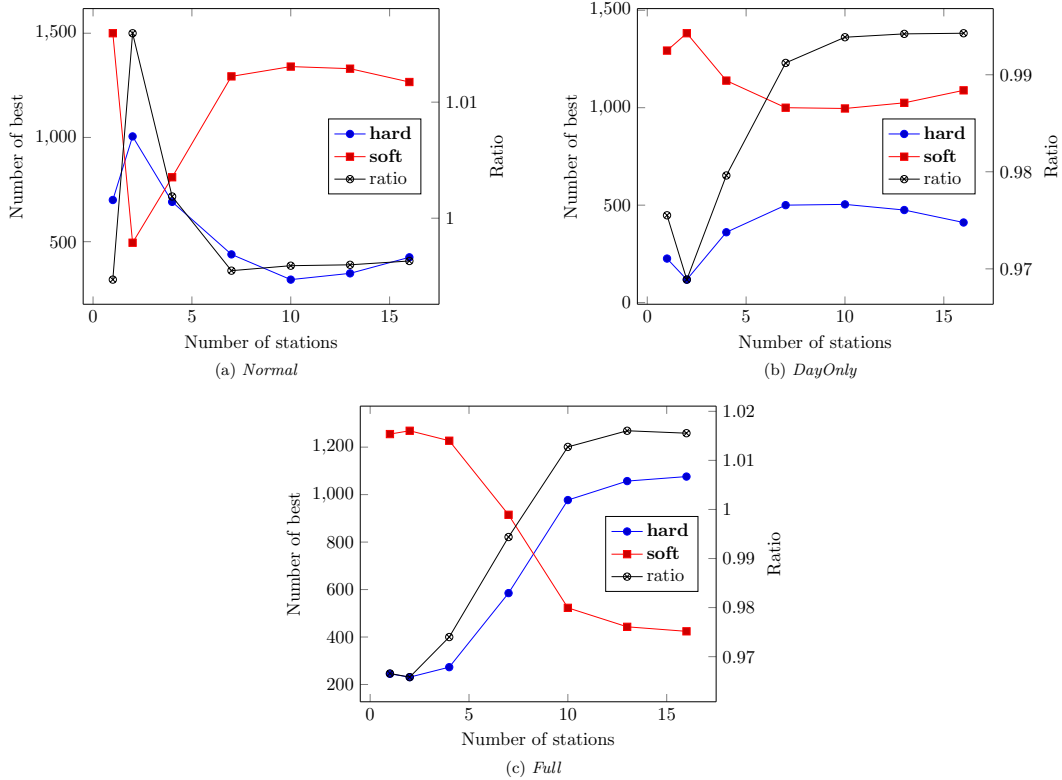 1,500
1,000
500
Number of best
0 5 10 15
Number of stations
1.01
1
Ratio
hard
soft
ratio
(a) Normal
1,500
1,000
500
0
Number of best
0 5 10 15
Number of stations
0.99
0.98
0.97
Ratio
hard
soft
ratio
(b) DayOnly
1,200
1,000
800
600
400
200
Number of best
0 5 10 15
Number of stations
1.02
1.01
1
0.99
0.98
0.97
Ratio
hard
soft
ratio
(c) Full